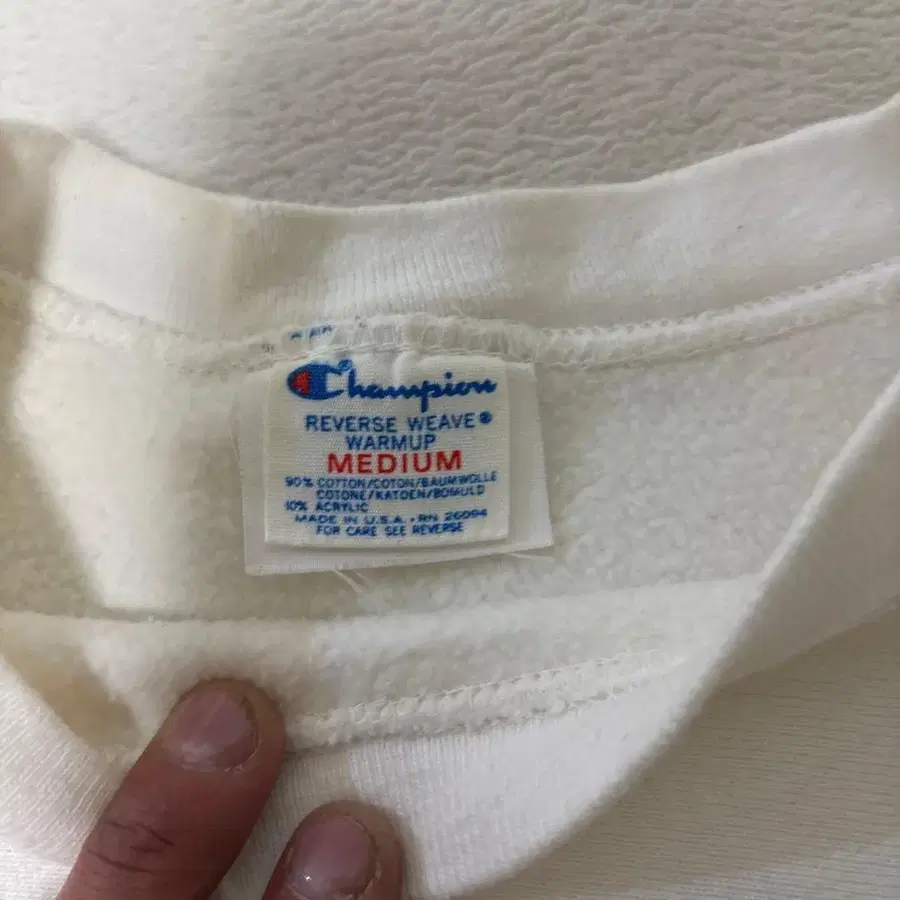 Champion
REVERSE WEAVE®
WARMUP
MEDIUM
90% COTTON/COTON/BAUMWOLLE
COTONE/KATOEN/BOMULD
10% ACRYLIC
MADE IN U.S.A. • RN 26094
FOR CARE SEE REVERSE